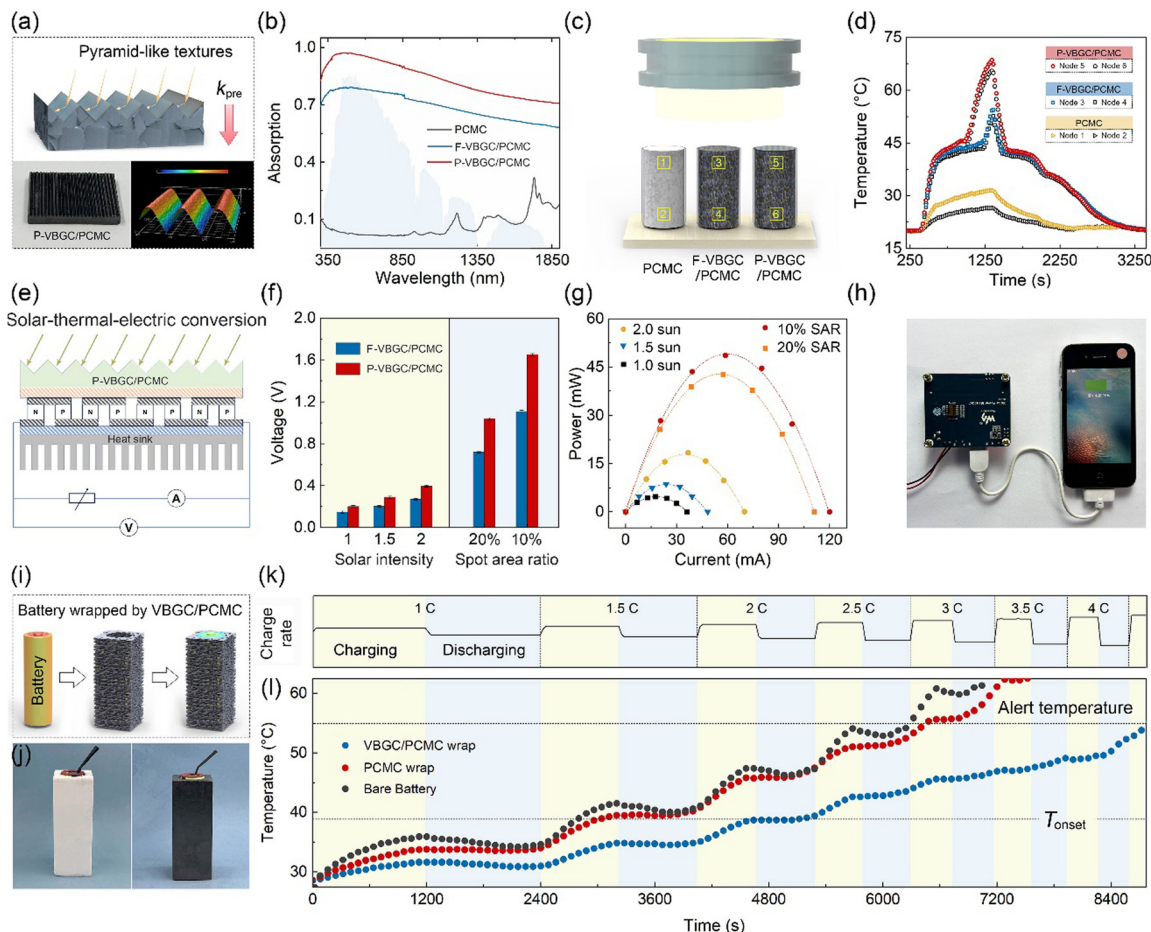 (a)
Pyramid-like textures
kpre
P-VBGC/PCMC
(b)
Absorption
1.0
0.7
0.4
0.1
PCMC
F-VBGC/PCMC
P-VBGC/PCMC
350 850 1350 1850
Wavelength (nm)
(c)
1 3 5
2 4 6
PCMC F-VBGC /PCMC P-VBGC /PCMC
(d)
Temperature (°C)
75
60
45
30
15
P-VBGC/PCMC
Node 5 Node 6
F-VBGC/PCMC
Node 3 Node 4
PCMC
Node 1 Node 2
250 1250 2250 3250
Time (s)
(e)
Solar-thermal-electric conversion
P-VBGC/PCMC
N P N P N P N P
Heat sink
A
V
(f)
Voltage (V)
2.0
1.6
1.2
0.8
0.4
0.0
F-VBGC/PCMC
P-VBGC/PCMC
1 1.5 2 20% 10%
Solar intensity Spot area ratio
(g)
Power (mW)
60
45
30
15
0
2.0 sun
1.5 sun
1.0 sun
10% SAR
20% SAR
0 30 60 90 120
Current (mA)
(h)
(i)
Battery wrapped by VBGC/PCMC
Battery
(j)
(k)
Charge rate
1 C 1.5 C 2 C 2.5 C 3 C 3.5 C 4 C
Charging Discharging
(l)
Temperature (°C)
60
50
40
30
Alert temperature
VBGC/PCMC wrap
PCMC wrap
Bare Battery
Tonset
0 1200 2400 3600 4800 6000 7200 8400
Time (s)